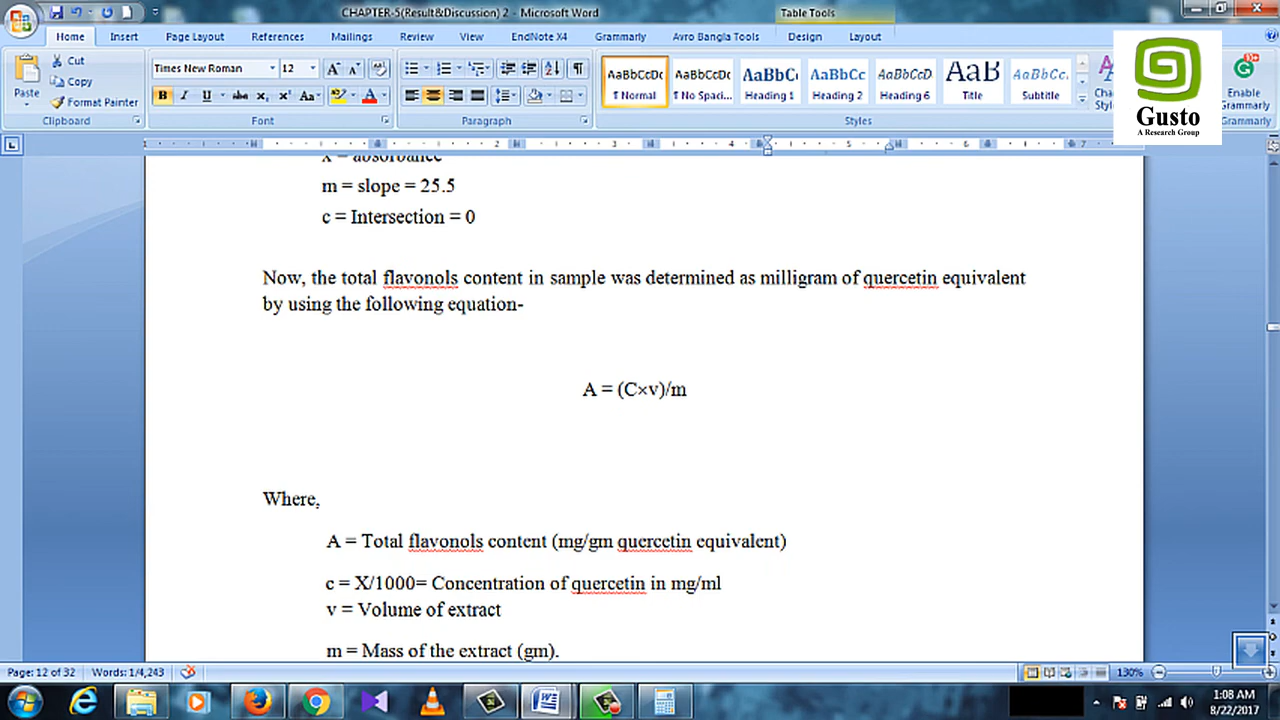 CHAPTER-5(Result&Discussion) 2 - Microsoft Word
Table Tools
Home Insert Page Layout References Mailings Review View EndNote X4 Grammarly Avro Bangla Tools Design Layout
Paste
Cut
Copy
Format Painter
Clipboard
Times New Roman 12
Font
Paragraph
AaBbCcDc AaBbCcDc AaBbC AaBbCc AaBbCcD AaB AaBbCc.
¶ Normal ¶ No Spaci... Heading 1 Heading 2 Heading 6 Title Subtitle
Styles
Enable
Grammarly
Gusto
A Research Group
x = absorbance
m = slope = 25.5
c = Intersection = 0
Now, the total flavonols content in sample was determined as milligram of quercetin equivalent
by using the following equation-
A = (C×v)/m
Where,
A = Total flavonols content (mg/gm quercetin equivalent)
c = X/1000= Concentration of quercetin in mg/ml
v = Volume of extract
m = Mass of the extract (gm).
Page: 12 of 32 Words: 1/4,243 130%
1:08 AM
8/22/2017